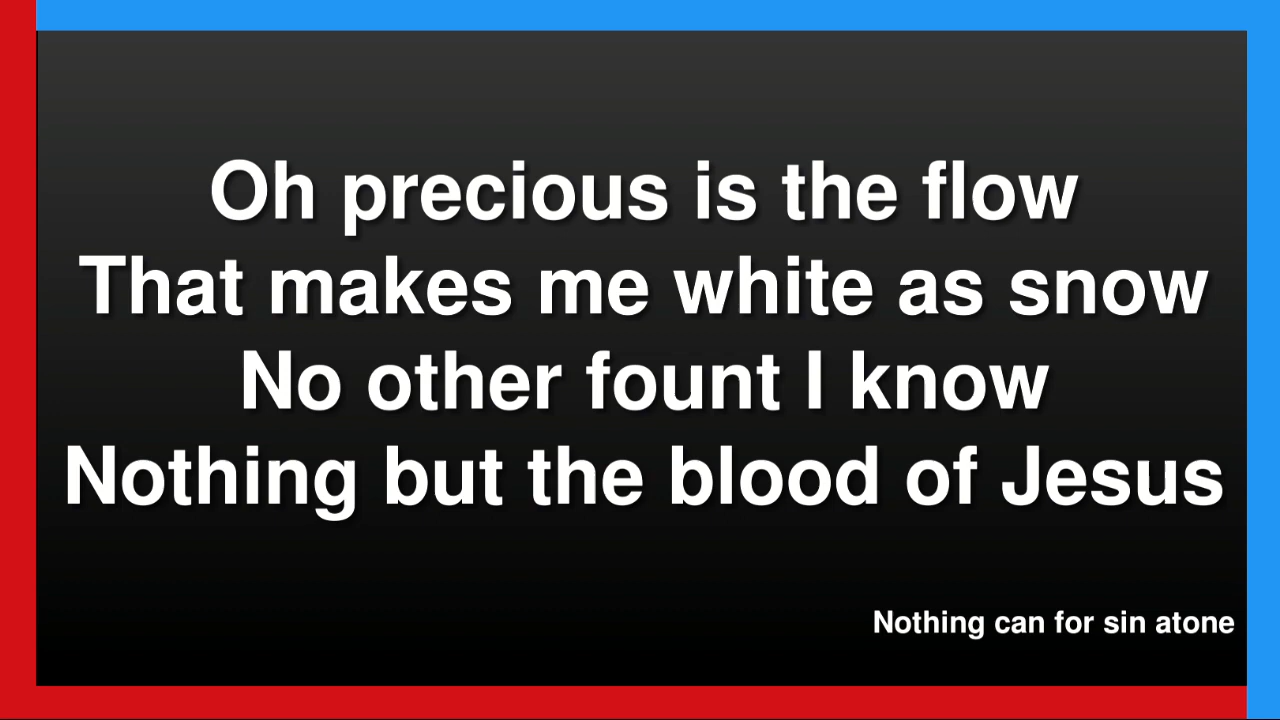 Oh precious is the flow
That makes me white as snow
No other fount I know
Nothing but the blood of Jesus
Nothing can for sin atone